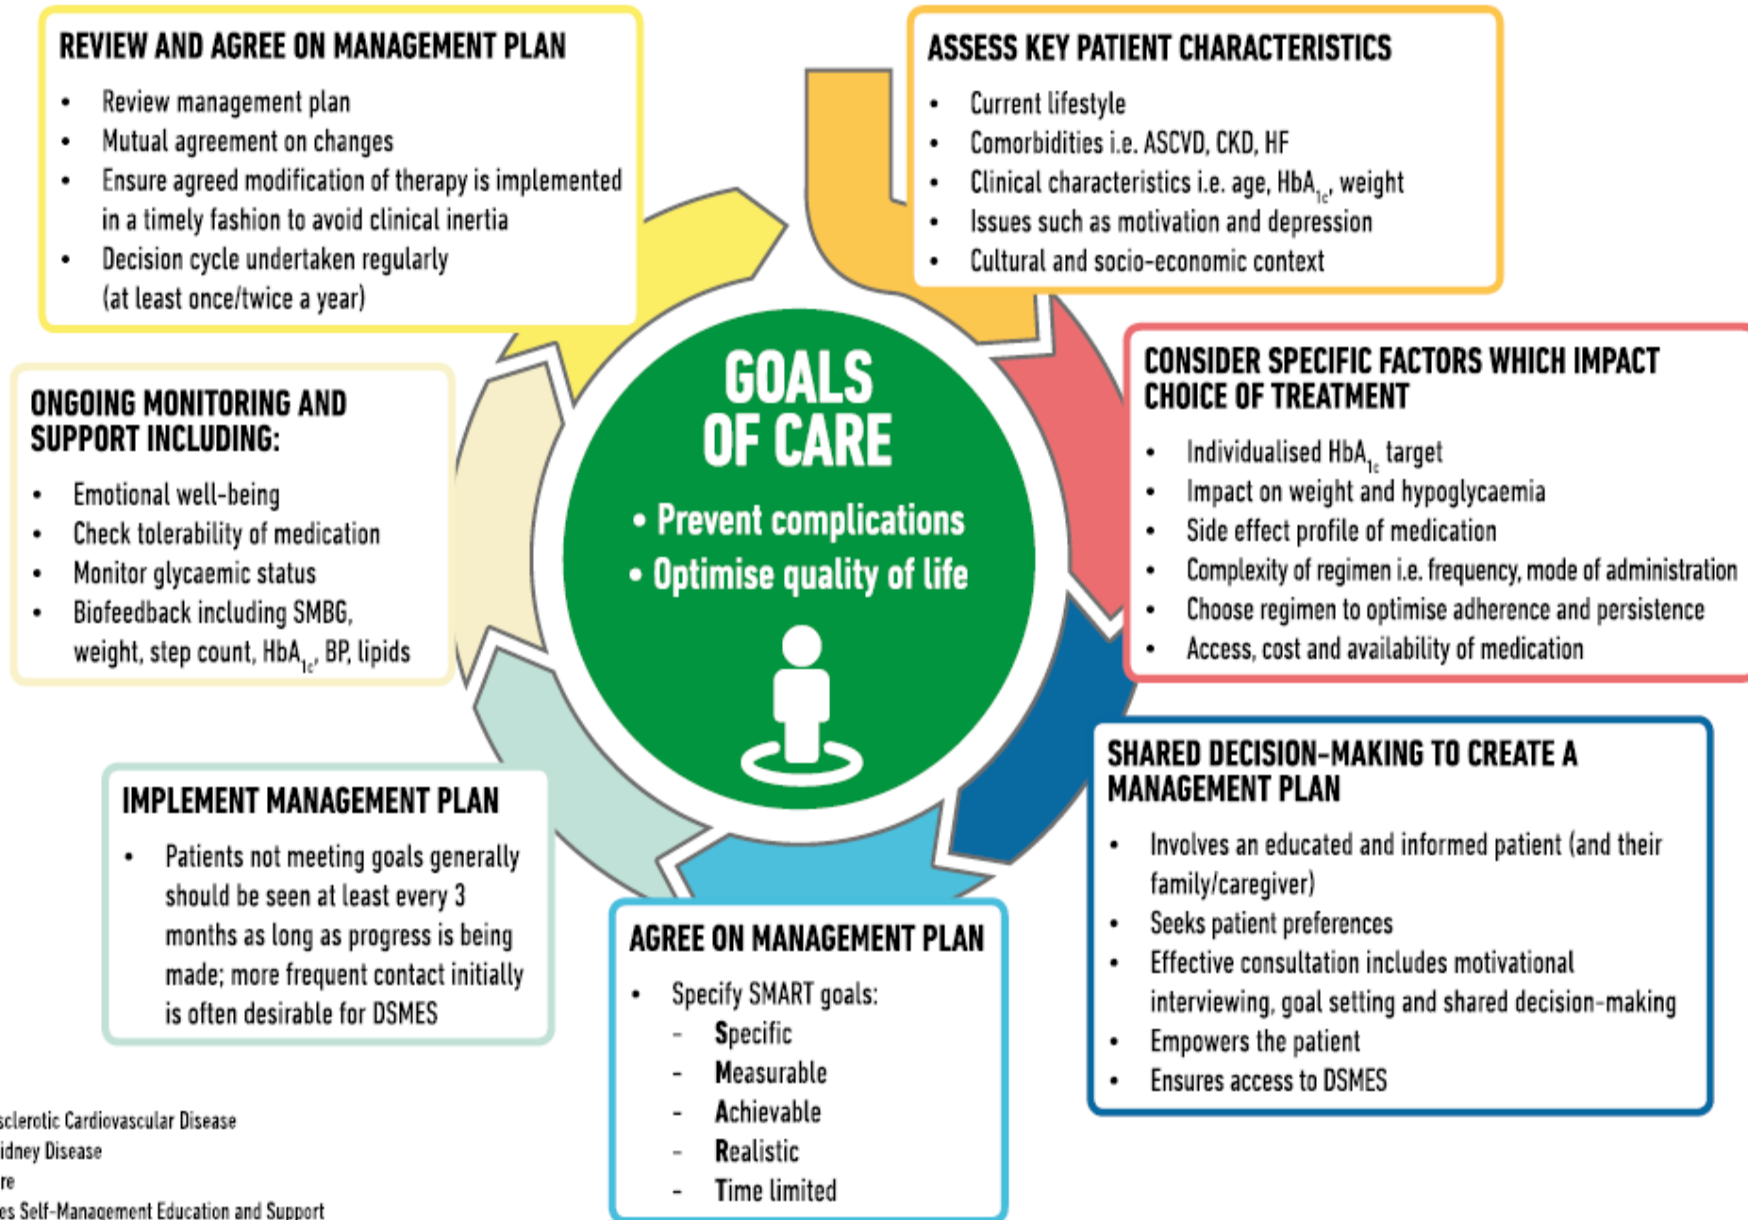 REVIEW AND AGREE ON MANAGEMENT PLAN
• Review management plan
• Mutual agreement on changes
• Ensure agreed modification of therapy is implemented
in a timely fashion to avoid clinical inertia
• Decision cycle undertaken regularly
(at least once/twice a year)
ASSESS KEY PATIENT CHARACTERISTICS
• Current lifestyle
• Comorbidities i.e. ASCVD, CKD, HF
• Clinical characteristics i.e. age, HbA1c, weight
• Issues such as motivation and depression
• Cultural and socio-economic context
CONSIDER SPECIFIC FACTORS WHICH IMPACT
CHOICE OF TREATMENT
• Individualised HbA1c target
• Impact on weight and hypoglycaemia
• Side effect profile of medication
• Complexity of regimen i.e. frequency, mode of administration
• Choose regimen to optimise adherence and persistence
• Access, cost and availability of medication
SHARED DECISION-MAKING TO CREATE A
MANAGEMENT PLAN
• Involves an educated and informed patient (and their
family/caregiver)
• Seeks patient preferences
• Effective consultation includes motivational
interviewing, goal setting and shared decision-making
• Empowers the patient
• Ensures access to DSMES
AGREE ON MANAGEMENT PLAN
• Specify SMART goals:
- Specific
- Measurable
- Achievable
- Realistic
- Time limited
IMPLEMENT MANAGEMENT PLAN
• Patients not meeting goals generally
should be seen at least every 3
months as long as progress is being
made; more frequent contact initially
is often desirable for DSMES
ONGOING MONITORING AND
SUPPORT INCLUDING:
• Emotional well-being
• Check tolerability of medication
• Monitor glycaemic status
• Biofeedback including SMBG,
weight, step count, HbA1c, BP, lipids
GOALS
OF CARE
• Prevent complications
• Optimise quality of life
sclerotic Cardiovascular Disease
idney Disease
re
es Self-Management Education and Support